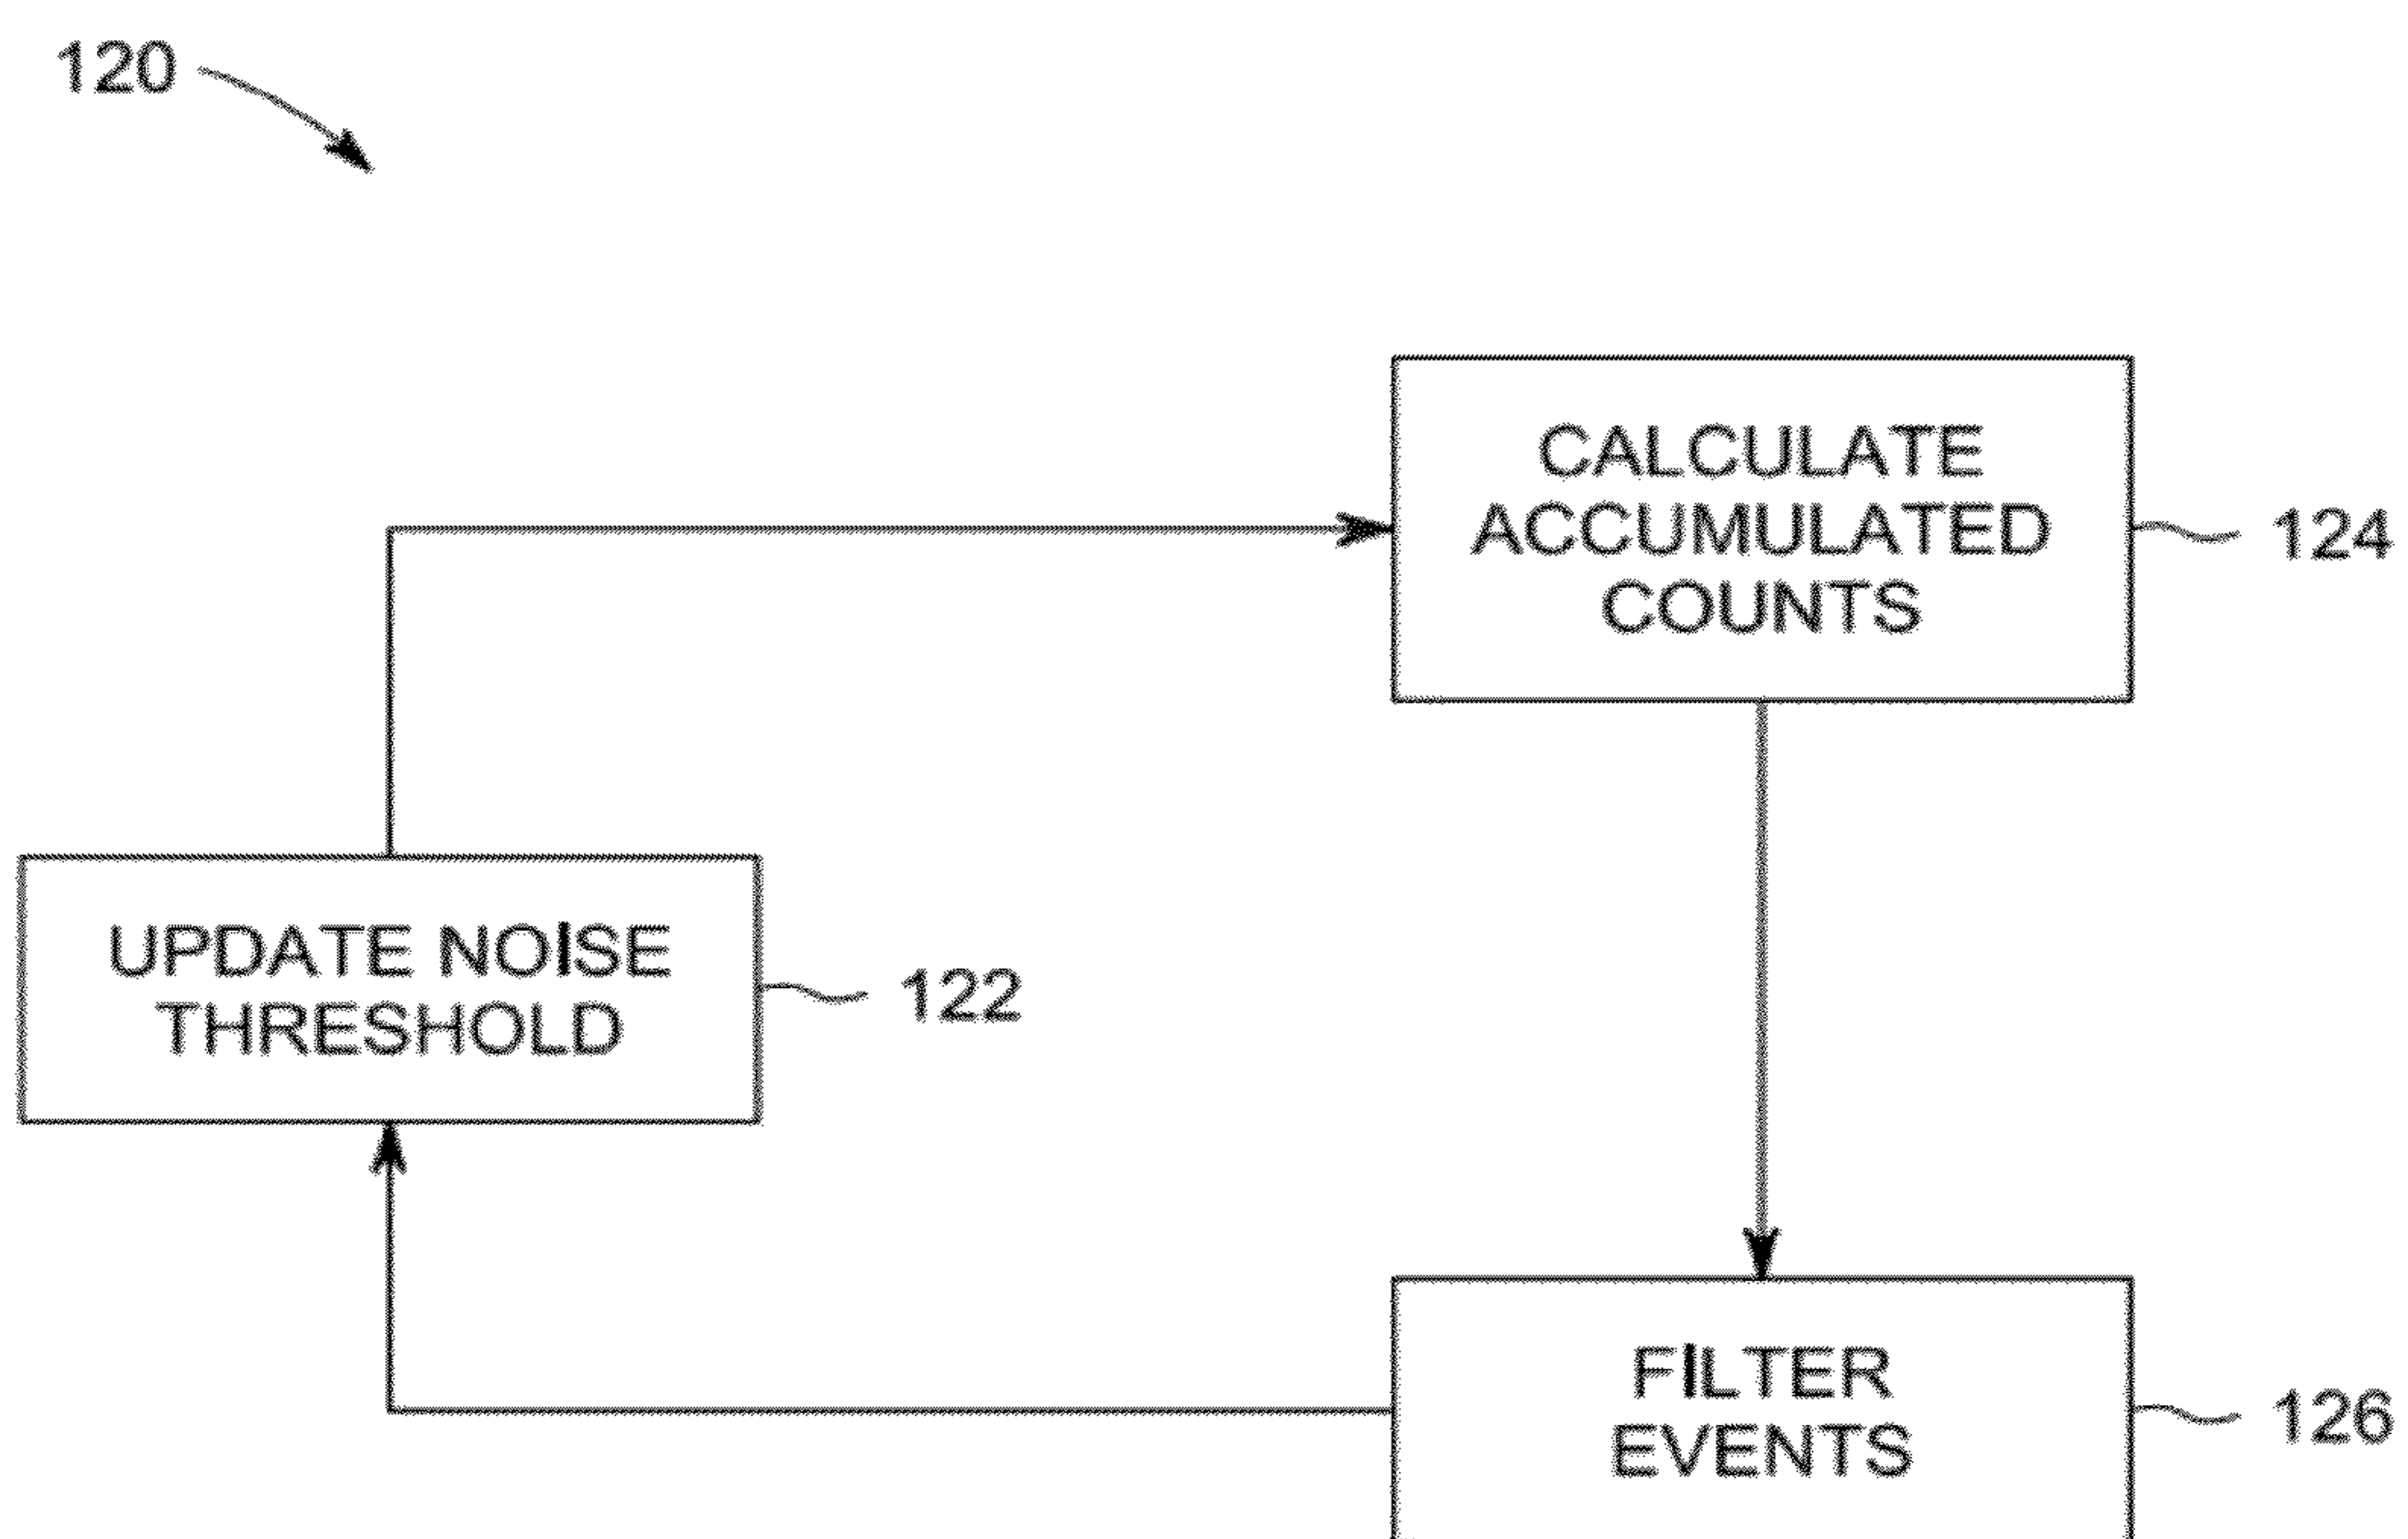 120
CALCULATE
ACCUMULATED
COUNTS
124
UPDATE NOISE
THRESHOLD
122
FILTER
EVENTS
126